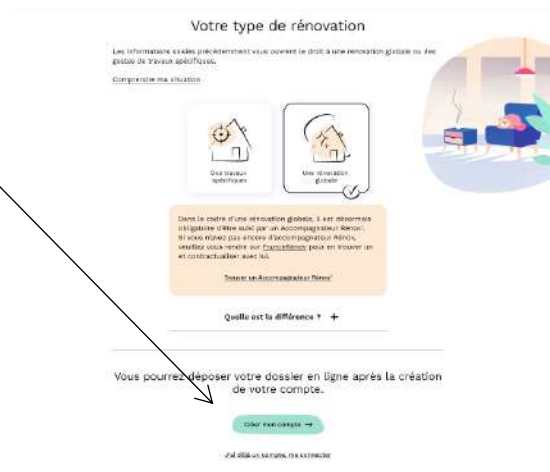 Votre type de rénovation
Les informations saisies précédemment vous ouvrent le droit à une rénovation globale ou des
gestes de travaux spécifiques.
Comprendre ma situation
Des travaux
spécifiques
Une rénovation
globale
Dans le cadre d'une rénovation globale, il est désormais
obligatoire d'être suivi par un Accompagnateur Rénov'.
Si vous n'avez pas encore d'accompagnateur Rénov,
veuillez vous rendre sur FranceRénov pour en trouver un
et contractualiser avec lui.
Trouver un Accompagnateur Rénov'
Quelle est la différence ? +
Vous pourrez déposer votre dossier en ligne après la création
de votre compte.
Créer mon compte →
J'ai déjà un compte, me connecter